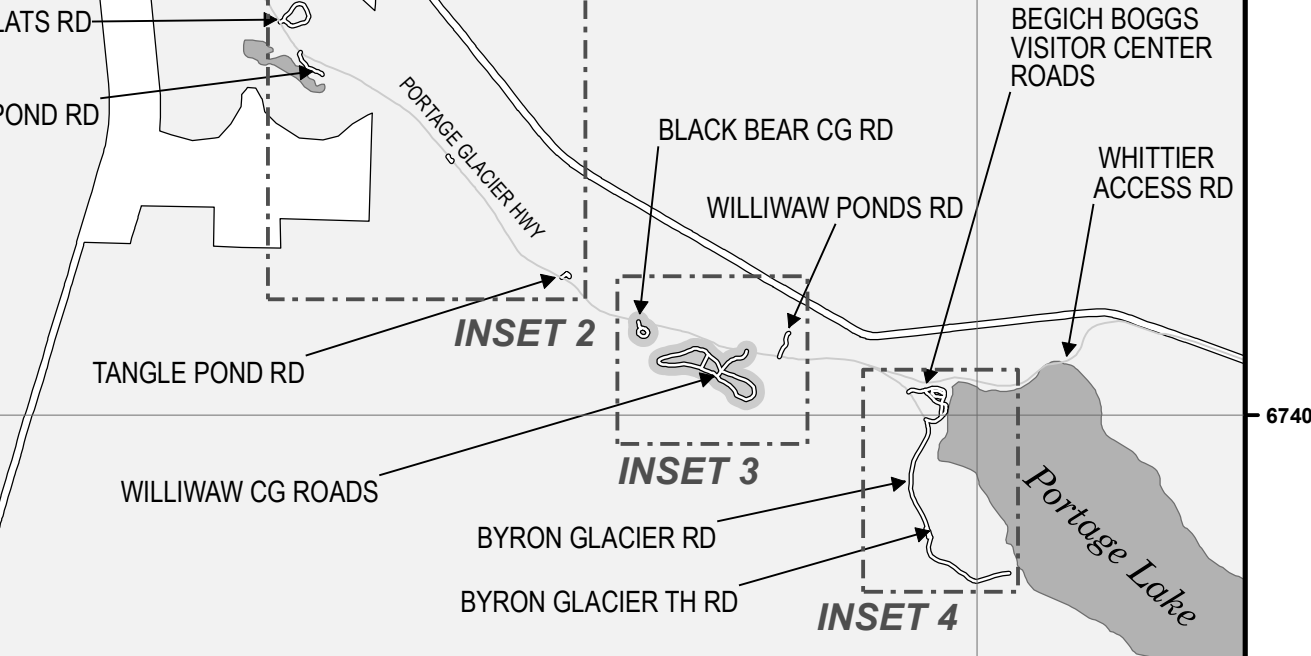 LATS RD
POND RD
PORTAGE GLACIER HWY
BEGICH BOGGS
VISITOR CENTER
ROADS
BLACK BEAR CG RD
WHITTIER
ACCESS RD
WILLIWAW PONDS RD
INSET 2
TANGLE POND RD
6740
INSET 3
WILLIWAW CG ROADS
Portage Lake
BYRON GLACIER RD
BYRON GLACIER TH RD
INSET 4